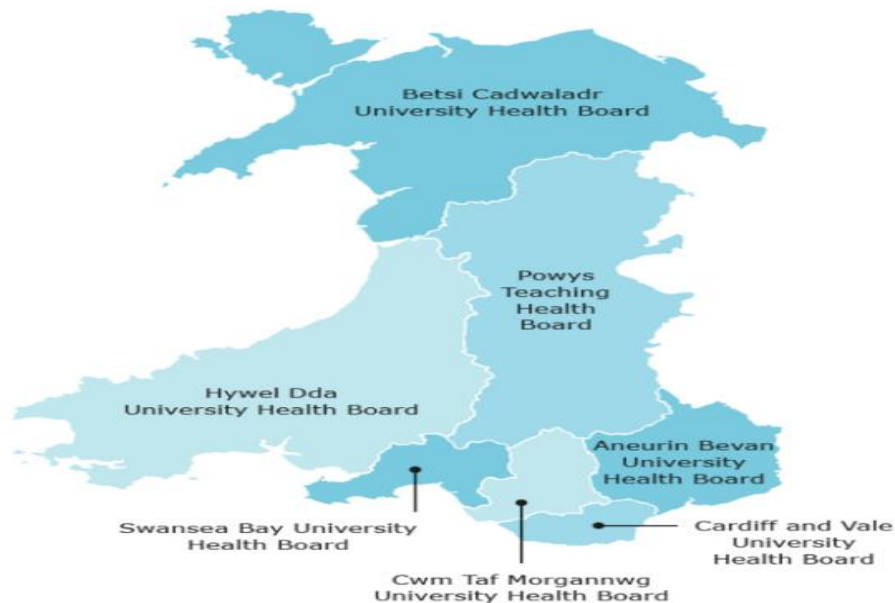 Betsi Cadwaladr
University Health Board
Powys
Teaching
Health
Board
Hywel Dda
University Health Board
Aneurin Bevan
University
Health Board
Swansea Bay University
Health Board
Cardiff and Vale
University
Health Board
Cwm Taf Morgannwg
University Health Board